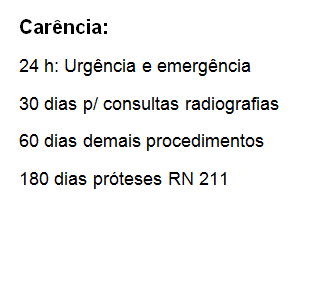 Carência:
24 h: Urgência e emergência
30 dias p/ consultas radiografias
60 dias demais procedimentos
180 dias próteses RN 211